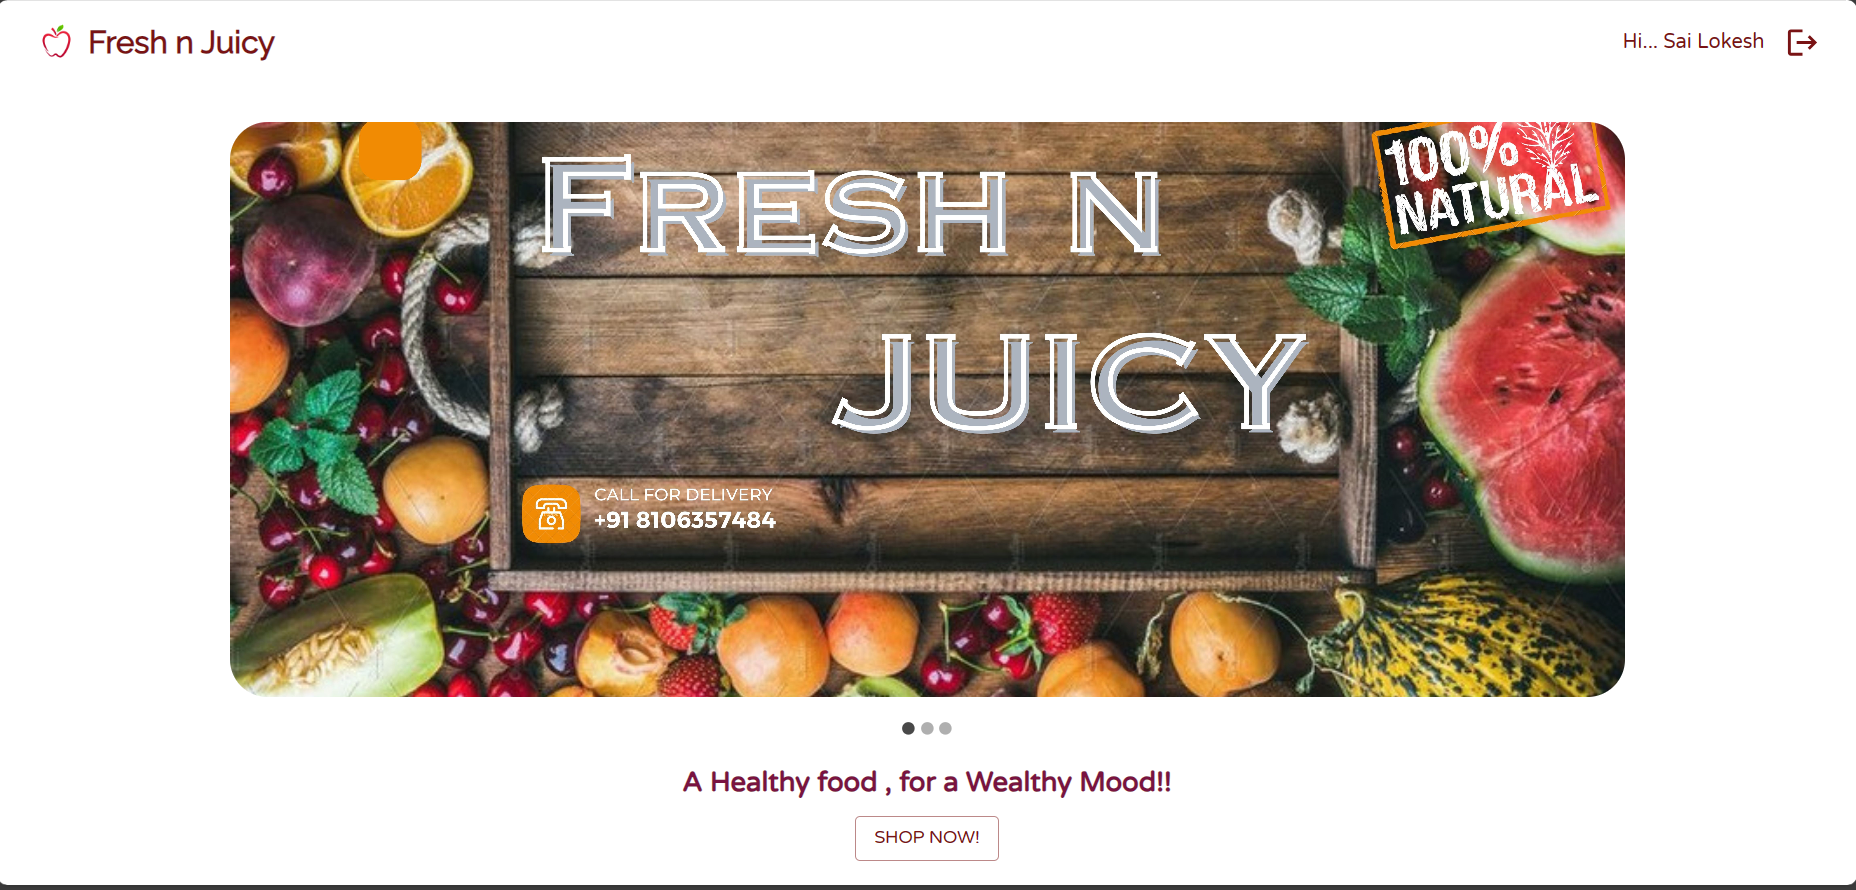 Fresh n Juicy
Hi... Sai Lokesh
100%
NATURAL
FRESH N
JUICY
CALL FOR DELIVERY
+91 8106357484
A Healthy food , for a Wealthy Mood!!
SHOP NOW!